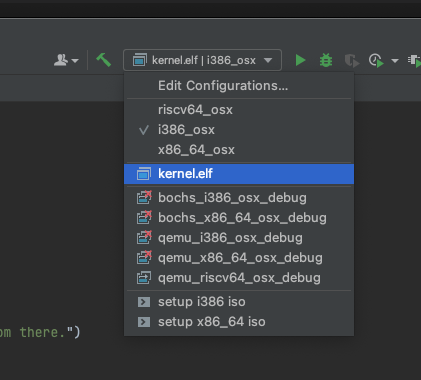 kernel.elf | i386_osx
Edit Configurations...
riscv64_osx
i386_osx
x86_64_osx
kernel.elf
bochs_i386_osx_debug
bochs_x86_64_osx_debug
qemu_i386_osx_debug
qemu_x86_64_osx_debug
qemu_riscv64_osx_debug
setup i386 iso
setup x86_64 iso
om there.")